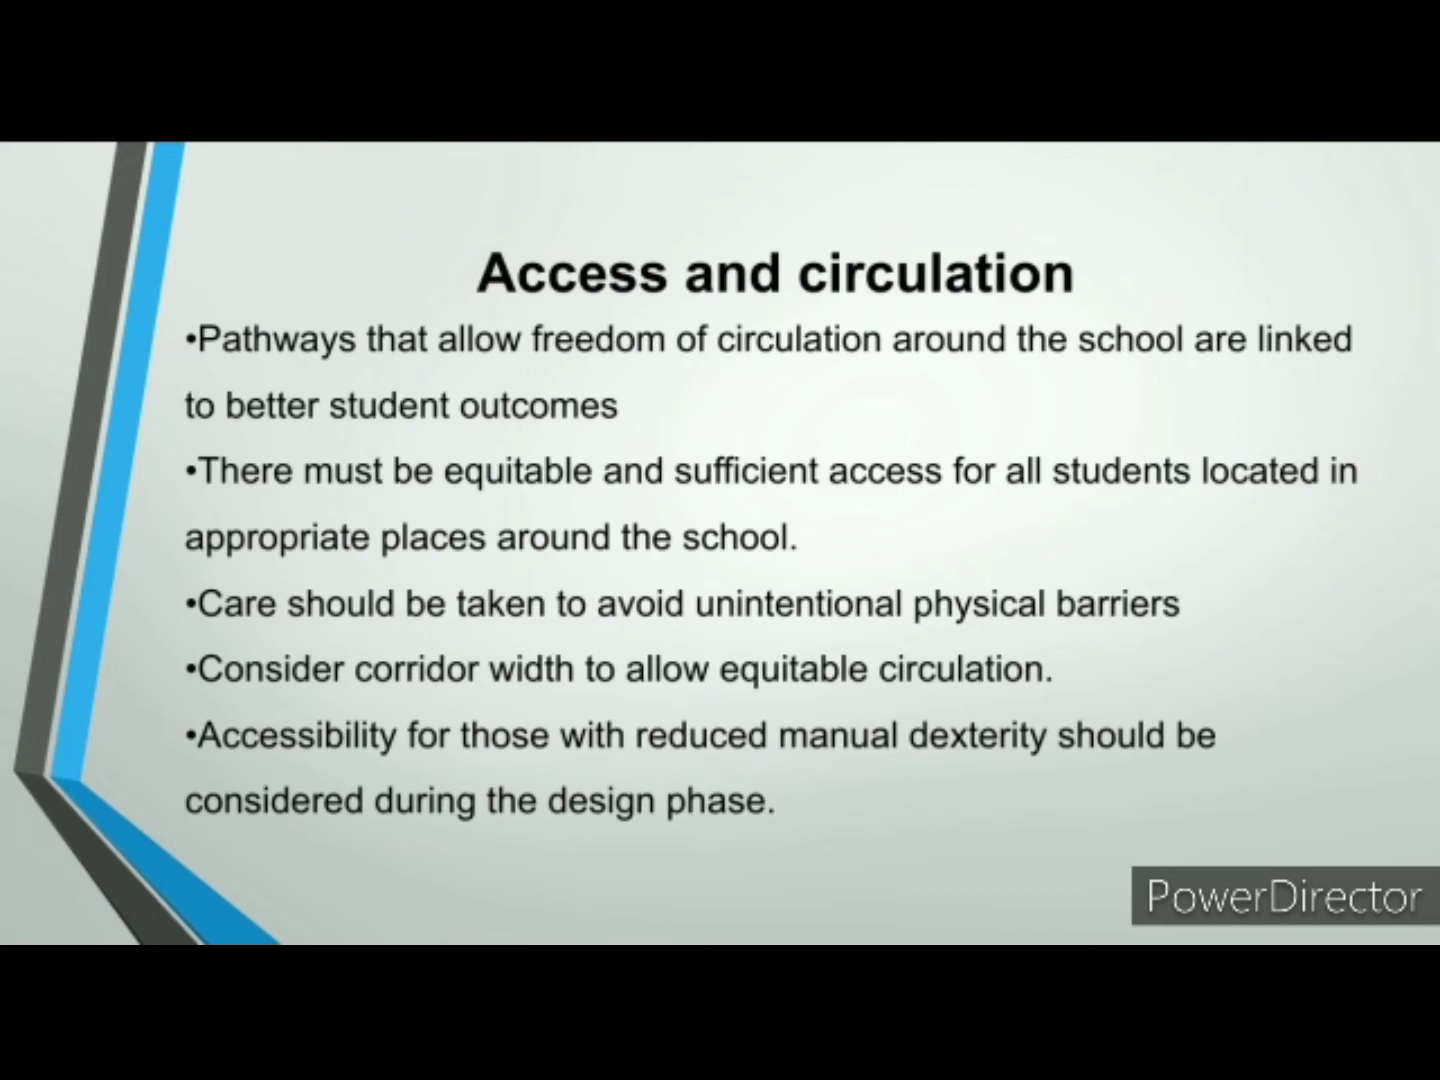 Access and circulation
•Pathways that allow freedom of circulation around the school are linked
to better student outcomes
•There must be equitable and sufficient access for all students located in
appropriate places around the school.
•Care should be taken to avoid unintentional physical barriers
•Consider corridor width to allow equitable circulation.
•Accessibility for those with reduced manual dexterity should be
considered during the design phase.
PowerDirector